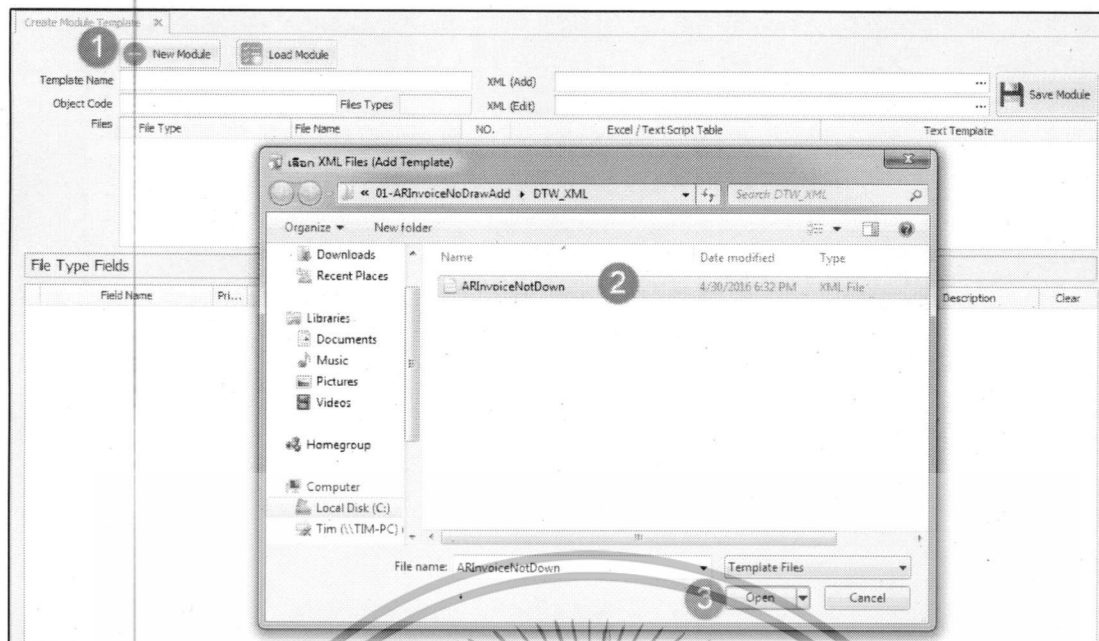 Create Module Template
1 New Module Load Module
Template Name XML (Add) ... Save Module
Object Code Files Types XML (Edit) ...
Files File Type File Name NO. Excel / Text Script Table Text Template
เลือก XML Files (Add Template)
« 01-ARInvoiceNoDrawAdd DTW_XML Search DTW_XML
Organize New folder
Downloads Name Date modified Type
Recent Places ARInvoiceNotDown 2 4/30/2016 6:32 PM XML File
File Type Fields
Field Name Pri... Description Clear
Libraries
Documents
Music
Pictures
Videos
Homegroup
Computer
Local Disk (C:)
Tim (\\TIM-PC) (
File name: ARInvoiceNotDown Template Files
3 Open Cancel